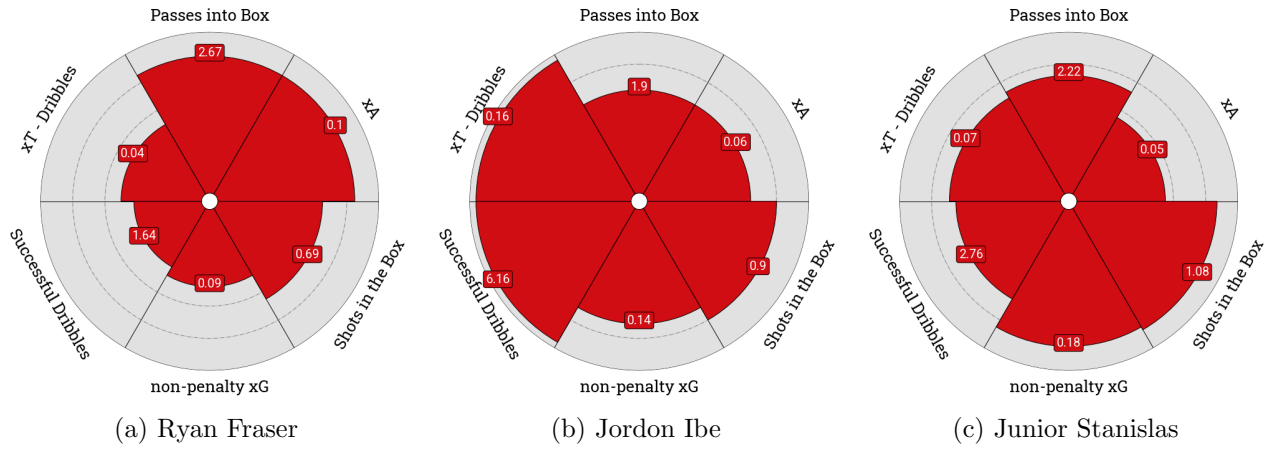 Passes into Box
2.67
xA
0.1
xT - Dribbles
0.04
Successful Dribbles
1.64
non-penalty xG
0.09
Shots in the Box
0.69
(a) Ryan Fraser
Passes into Box
1.9
xA
0.06
xT - Dribbles
0.16
Successful Dribbles
6.16
non-penalty xG
0.14
Shots in the Box
0.9
(b) Jordon Ibe
Passes into Box
2.22
xA
0.05
xT - Dribbles
0.07
Successful Dribbles
2.76
non-penalty xG
0.18
Shots in the Box
1.08
(c) Junior Stanislas